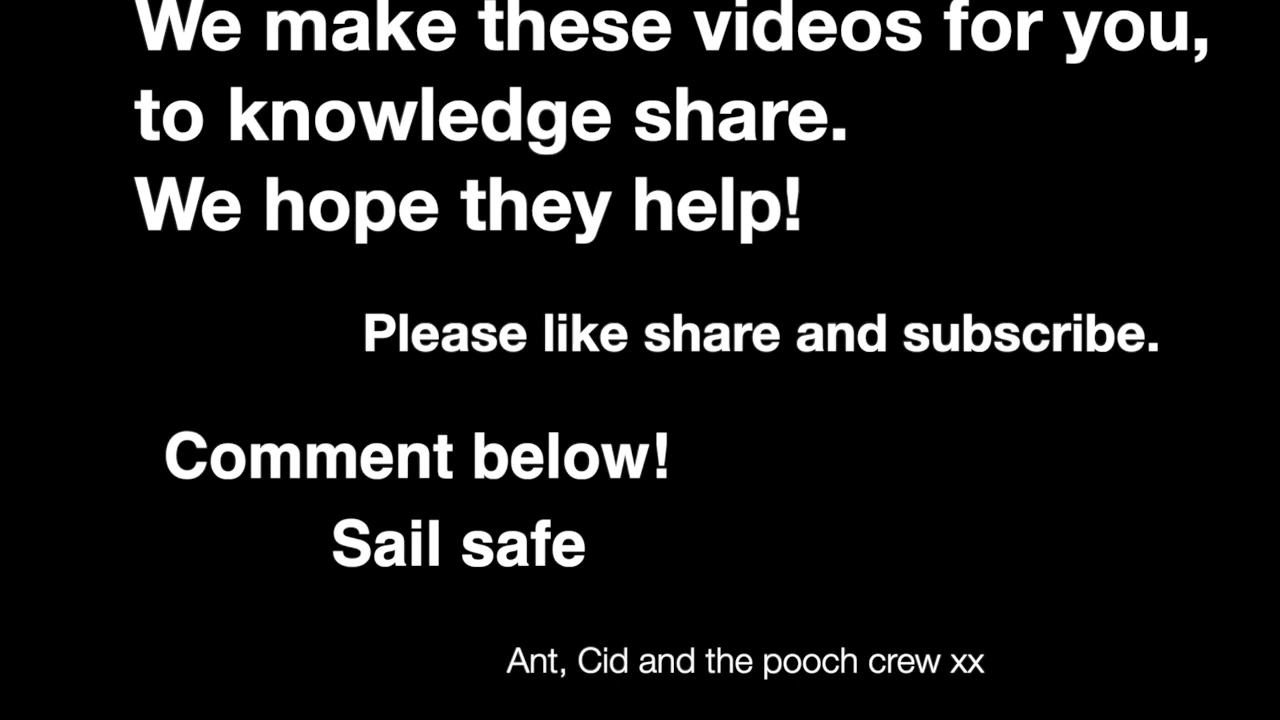 We make these videos for you,
to knowledge share.
We hope they help!
Please like share and subscribe.
Comment below!
Sail safe
Ant, Cid and the pooch crew xx